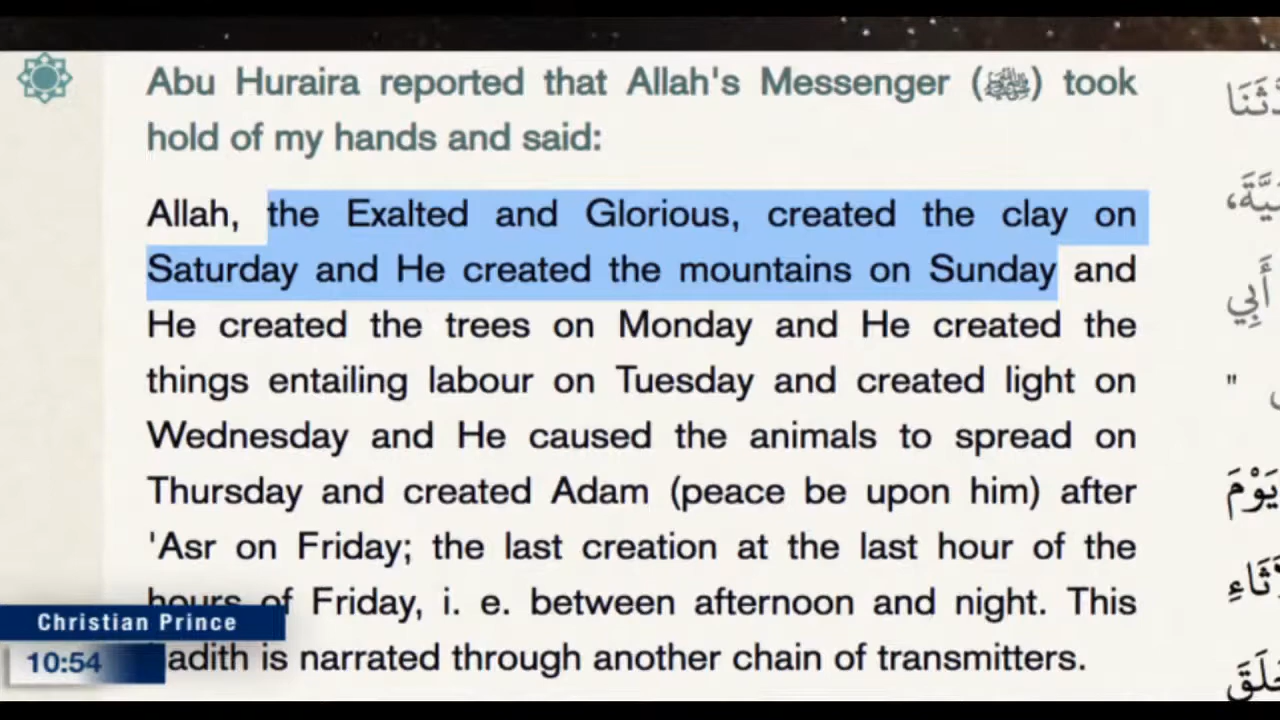 Abu Huraira reported that Allah's Messenger (ﷺ) took
hold of my hands and said:
Allah, the Exalted and Glorious, created the clay on
Saturday and He created the mountains on Sunday and
He created the trees on Monday and He created the
things entailing labour on Tuesday and created light on
Wednesday and He caused the animals to spread on
Thursday and created Adam (peace be upon him) after
'Asr on Friday; the last creation at the last hour of the
hours of Friday, i. e. between afternoon and night. This
adith is narrated through another chain of transmitters.
أَبِي
"
يَوْمَ
Christian Prince
10:54